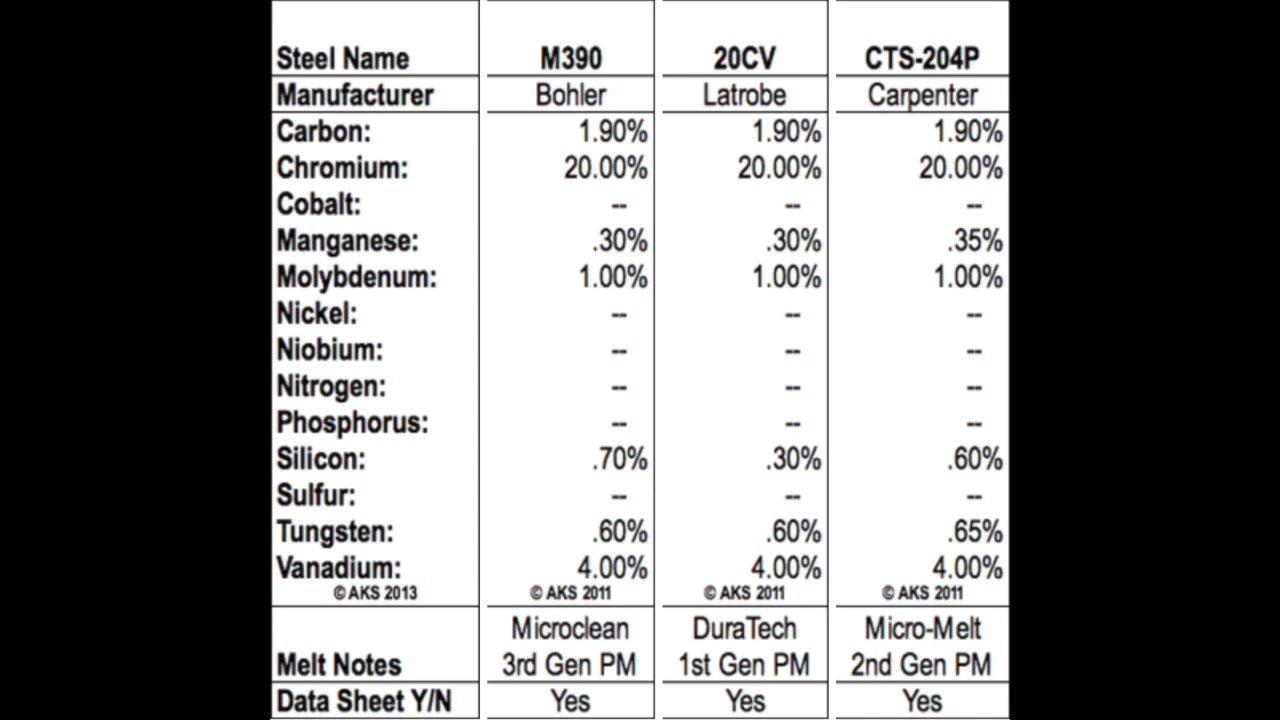 Steel Name M390 20CV CTS-204P
Manufacturer Bohler Latrobe Carpenter
Carbon: 1.90% 1.90% 1.90%
Chromium: 20.00% 20.00% 20.00%
Cobalt: -- -- --
Manganese: .30% .30% .35%
Molybdenum: 1.00% 1.00% 1.00%
Nickel: -- -- --
Niobium: -- -- --
Nitrogen: -- -- --
Phosphorus: -- -- --
Silicon: .70% .30% .60%
Sulfur: -- -- --
Tungsten: .60% .60% .65%
Vanadium: 4.00% 4.00% 4.00%
© AKS 2013 © AKS 2011 © AKS 2011 © AKS 2011
Microclean DuraTech Micro-Melt
Melt Notes 3rd Gen PM 1st Gen PM 2nd Gen PM
Data Sheet Y/N Yes Yes Yes